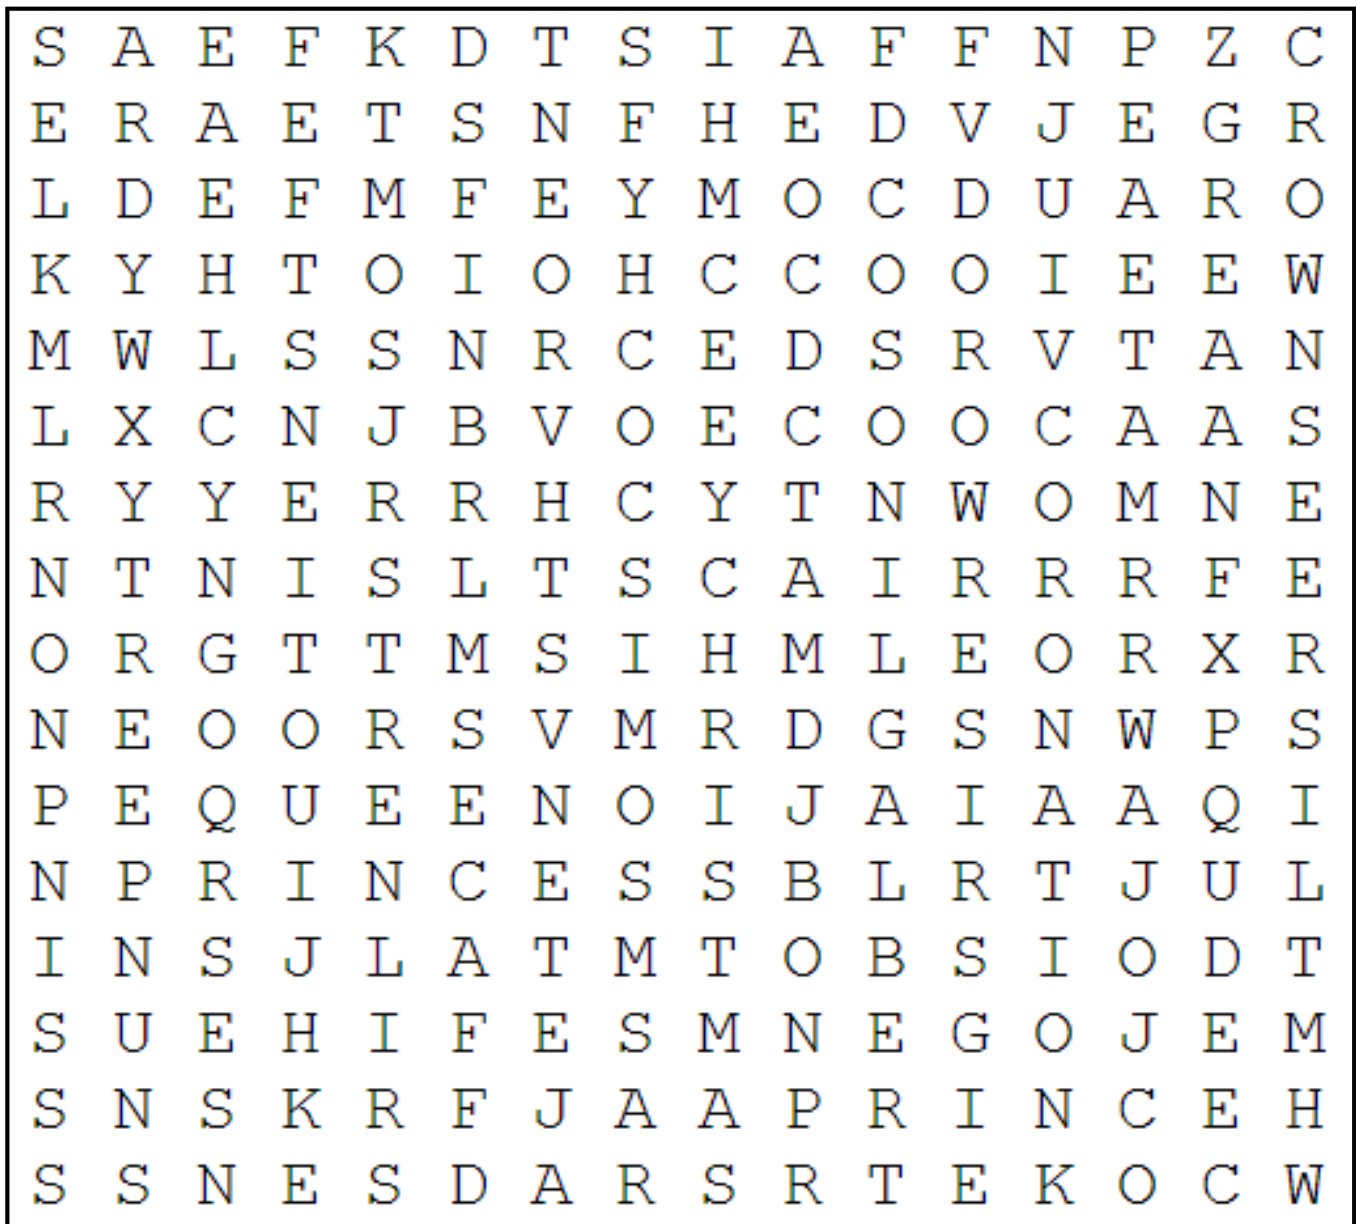 S A E F K D T S I A F F N P Z C
E R A E T S N F H E D V J E G R
L D E F M F E Y M O C D U A R O
K Y H T O I O H C C O O I E E W
M W L S S N R C E D S R V T A N
L X C N J B V O E C O O C A A S
R Y Y E R R H C Y T N W O M N E
N T N I S L T S C A I R R R F E
O R G T T M S I H M L E O R X R
N E O O R S V M R D G S N W P S
P E Q U E E N O I J A I A A Q I
N P R I N C E S S B L R T J U L
I N S J L A T M T O B S I O D T
S U E H I F E S M N E G O J E M
S N S K R F J A A P R I N C E H
S S N E S D A R S R T E K O C W